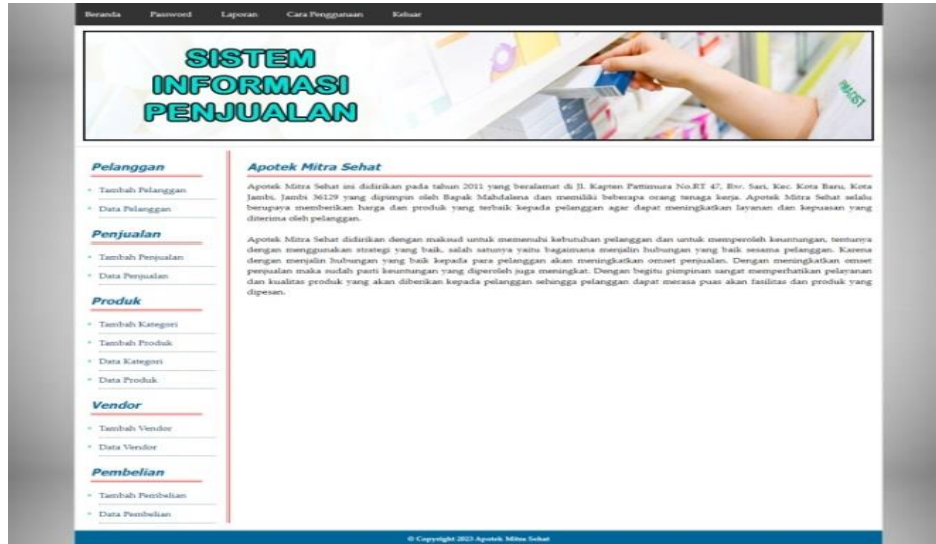 Beranda Password Laporan Cara Penggunaan Keluar
SISTEM
INFORMASI
PENJUALAN
Pelanggan
Tambah Pelanggan
Data Pelanggan
Penjualan
Tambah Penjualan
Data Penjualan
Produk
Tambah Kategori
Tambah Produk
Data Kategori
Data Produk
Vendor
Tambah Vendor
Data Vendor
Pembelian
Tambah Pembelian
Data Pembelian
Apotek Mitra Sehat
Apotek Mitra Sehat ini didirikan pada tahun 2011 yang beralamat di Jl. Kapten Pattimura No.RT 47, Sari, Kec. Kota Baru, Kota
Jambi, Jambi 36129 yang dipimpin oleh Bapak Mahdalena dan memiliki beberapa orang tenaga kerja. Apotek Mitra Sehat selalu
berupaya memberikan harga dan produk yang terbaik kepada pelanggan agar dapat meningkatkan layanan dan kepuasan yang
diterima oleh pelanggan.
Apotek Mitra Sehat didirikan dengan maksud untuk memenuhi kebutuhan pelanggan dan untuk memperoleh keuntungan, tentunya
dengan menggunakan strategi yang baik, salah satunya yaitu bagaimana menjalin hubungan yang baik sesama pelanggan. Karena
dengan menjalin hubungan yang baik kepada para pelanggan akan meningkatkan omset penjualan. Dengan meningkatkan omset
penjualan maka sudah pasti keuntungan yang diperoleh juga meningkat. Dengan begitu pimpinan sangat memperhatikan pelayanan
dan kualitas produk yang akan diberikan kepada pelanggan sehingga pelanggan dapat merasa puas akan fasilitas dan produk yang
dipesan.
© Copyright 2023 Apotek Mitra Sehat